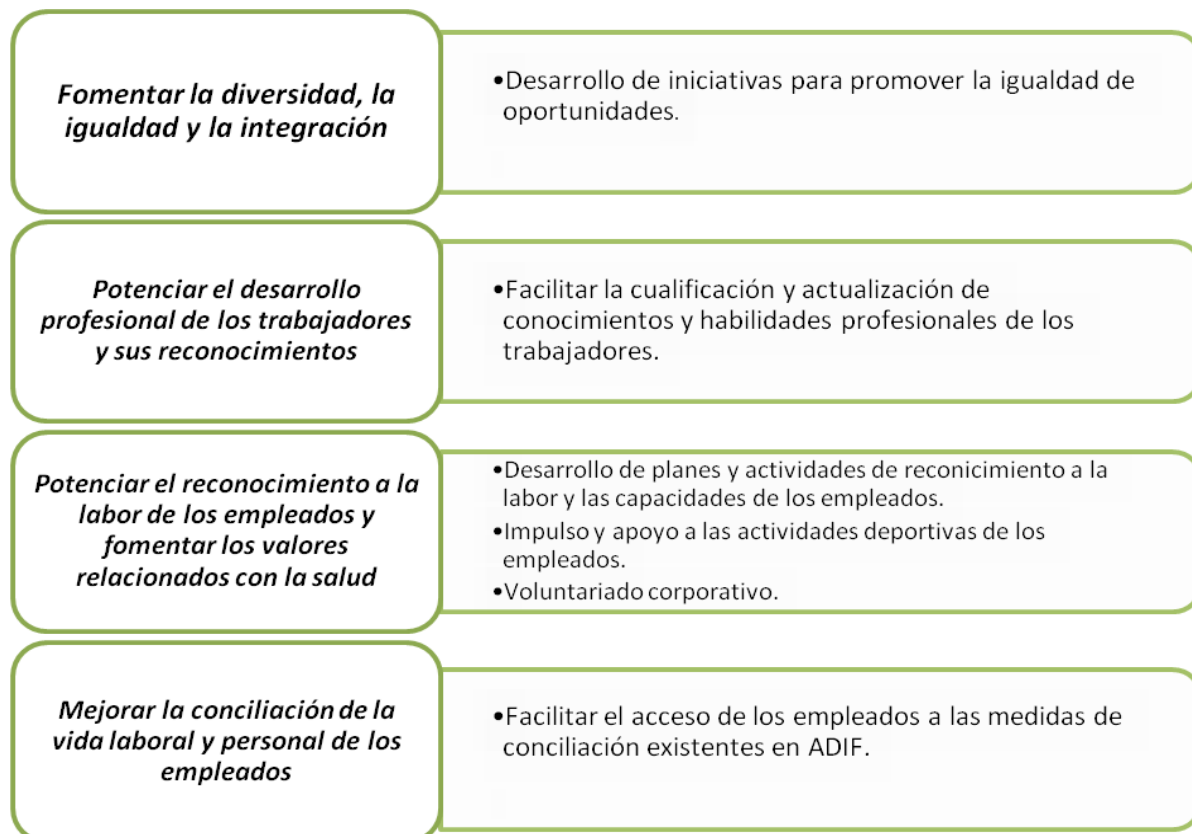 Fomentar la diversidad, la
igualdad y la integración
•Desarrollo de iniciativas para promover la igualdad de
oportunidades.
Potenciar el desarrollo
profesional de los trabajadores
y sus reconocimientos
•Facilitar la cualificación y actualización de
conocimientos y habilidades profesionales de los
trabajadores.
Potenciar el reconocimiento a la
labor de los empleados y
fomentar los valores
relacionados con la salud
•Desarrollo de planes y actividades de reconicimiento a la
labor y las capacidades de los empleados.
•Impulso y apoyo a las actividades deportivas de los
empleados.
•Voluntariado corporativo.
Mejorar la conciliación de la
vida laboral y personal de los
empleados
•Facilitar el acceso de los empleados a las medidas de
conciliación existentes en ADIF.